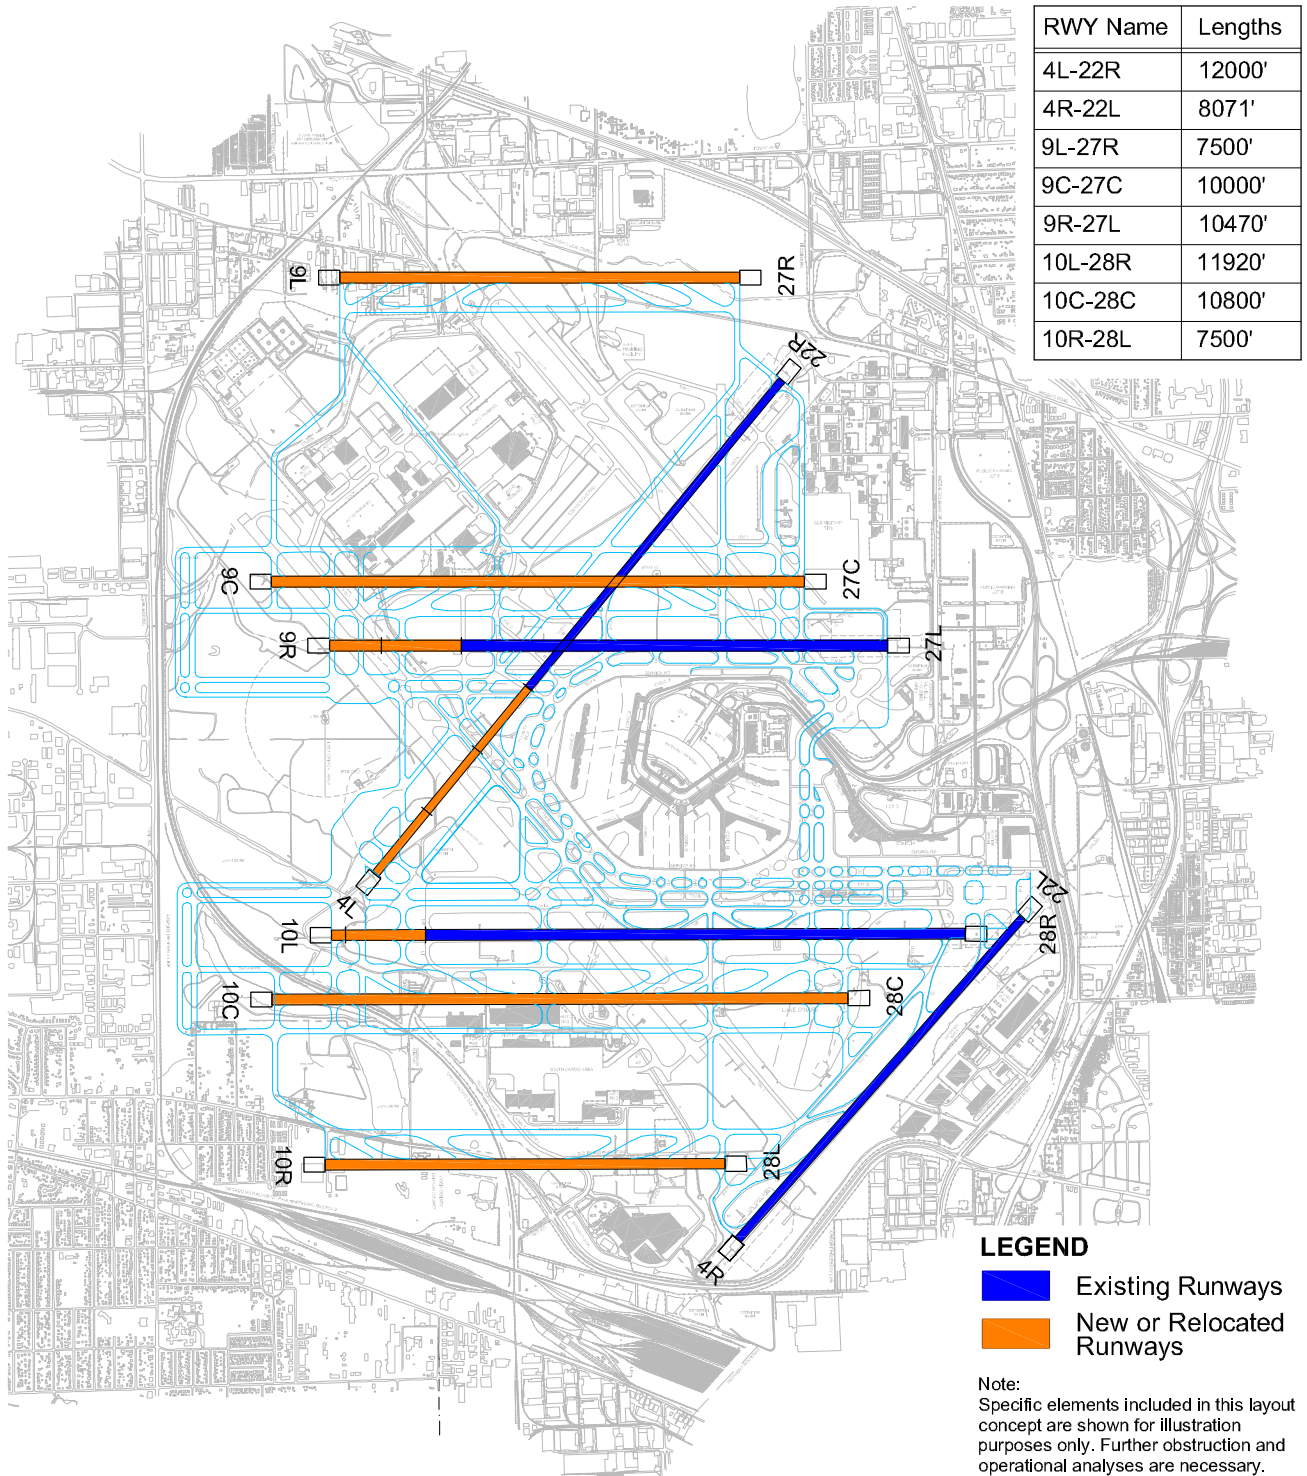 RWY Name Lengths
4L-22R 12000'
4R-22L 8071'
9L-27R 7500'
9C-27C 10000'
9R-27L 10470'
10L-28R 11920'
10C-28C 10800'
10R-28L 7500'
9L
27R
22R
9C
27C
9R
27L
4L
22L
10L
28R
10C
28C
10R
28L
4R
LEGEND
Existing Runways
New or Relocated
Runways
Note:
Specific elements included in this layout
concept are shown for illustration
purposes only. Further obstruction and
operational analyses are necessary.